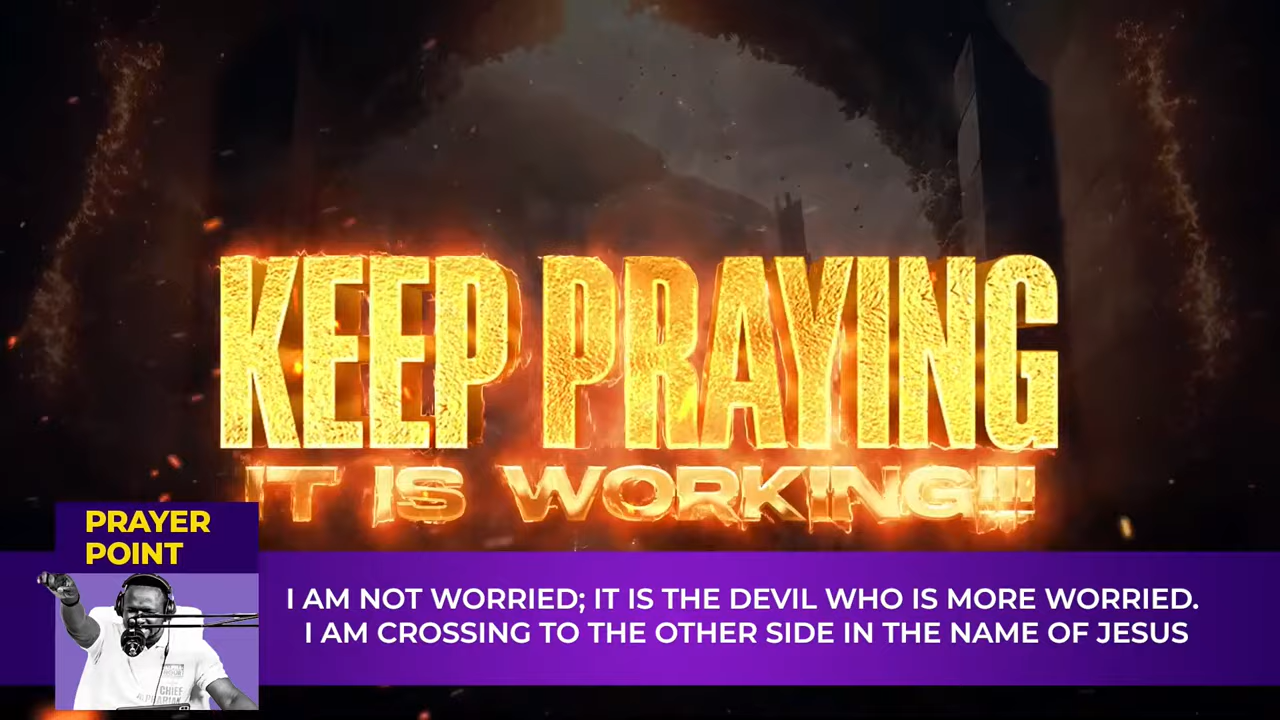 KEEP PRAYING
IT IS WORKING!!!
PRAYER
POINT
I AM NOT WORRIED; IT IS THE DEVIL WHO IS MORE WORRIED.
I AM CROSSING TO THE OTHER SIDE IN THE NAME OF JESUS
CHIEF